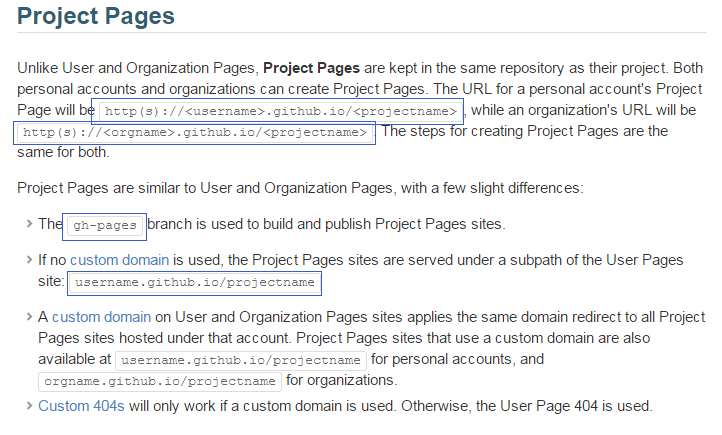 Project Pages
Unlike User and Organization Pages, Project Pages are kept in the same repository as their project. Both
personal accounts and organizations can create Project Pages. The URL for a personal account's Project
Page will be http(s)://<username>.github.io/<projectname> , while an organization's URL will be
http(s)://<orgname>.github.io/<projectname> . The steps for creating Project Pages are the
same for both.
Project Pages are similar to User and Organization Pages, with a few slight differences:
The gh-pages branch is used to build and publish Project Pages sites.
If no custom domain is used, the Project Pages sites are served under a subpath of the User Pages
site: username.github.io/projectname
A custom domain on User and Organization Pages sites applies the same domain redirect to all Project
Pages sites hosted under that account. Project Pages sites that use a custom domain are also
available at username.github.io/projectname for personal accounts, and
orgname.github.io/projectname for organizations.
Custom 404s will only work if a custom domain is used. Otherwise, the User Page 404 is used.